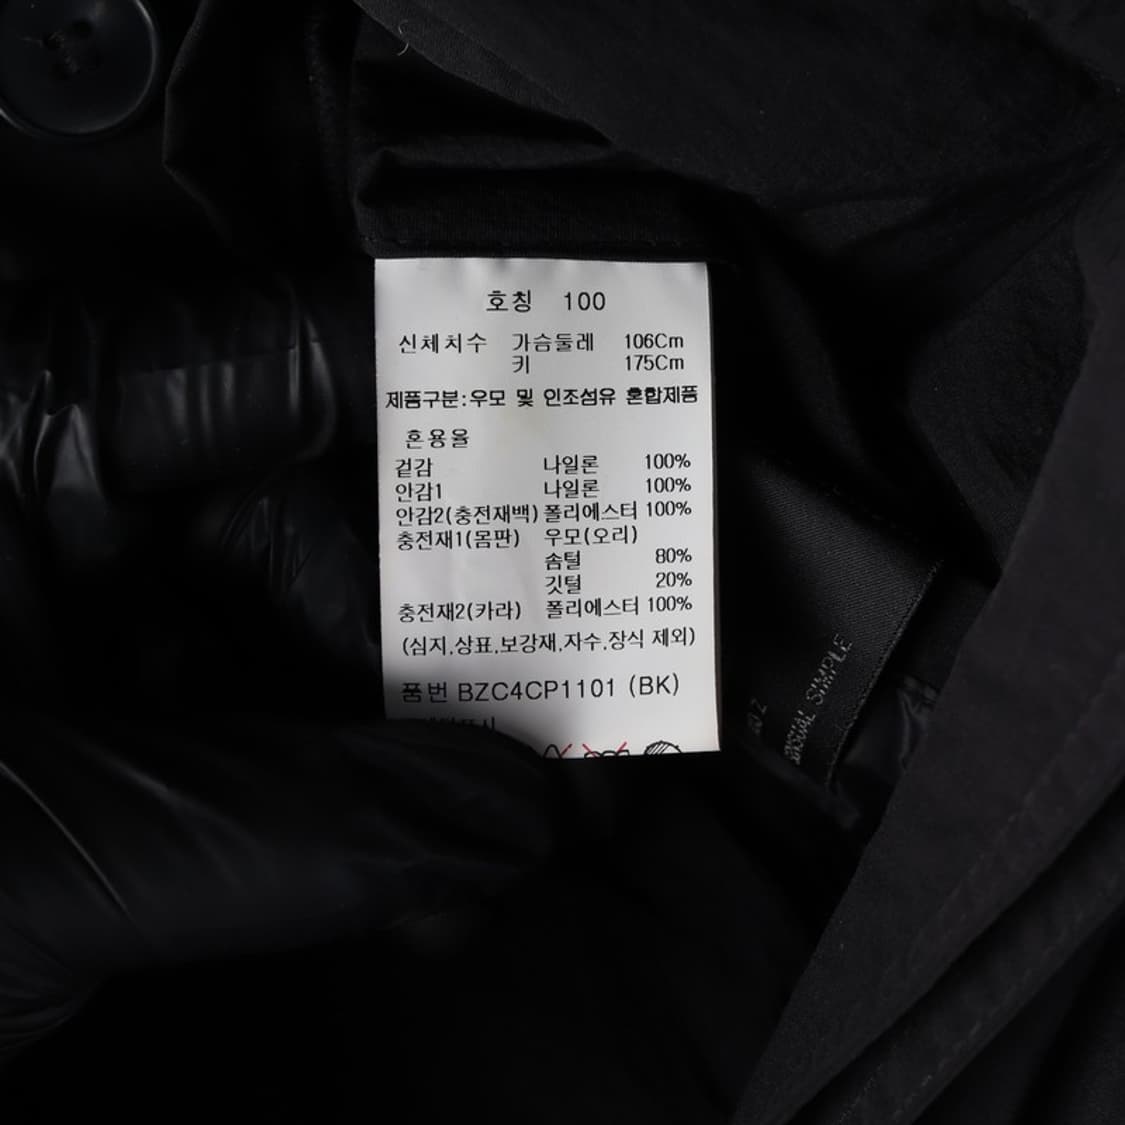 호칭 100
신체치수 가슴둘레 106Cm
키 175Cm
제품구분:우모 및 인조섬유 혼합제품
혼용율
겉감 나일론 100%
안감1 나일론 100%
안감2(충전재백) 폴리에스터 100%
충전재1(몸판) 우모(오리)
솜털 80%
깃털 20%
충전재2(카라) 폴리에스터 100%
(심지,상표,보강재,자수,장식 제외)
품번 BZC4CP1101 (BK)
SIMPLE